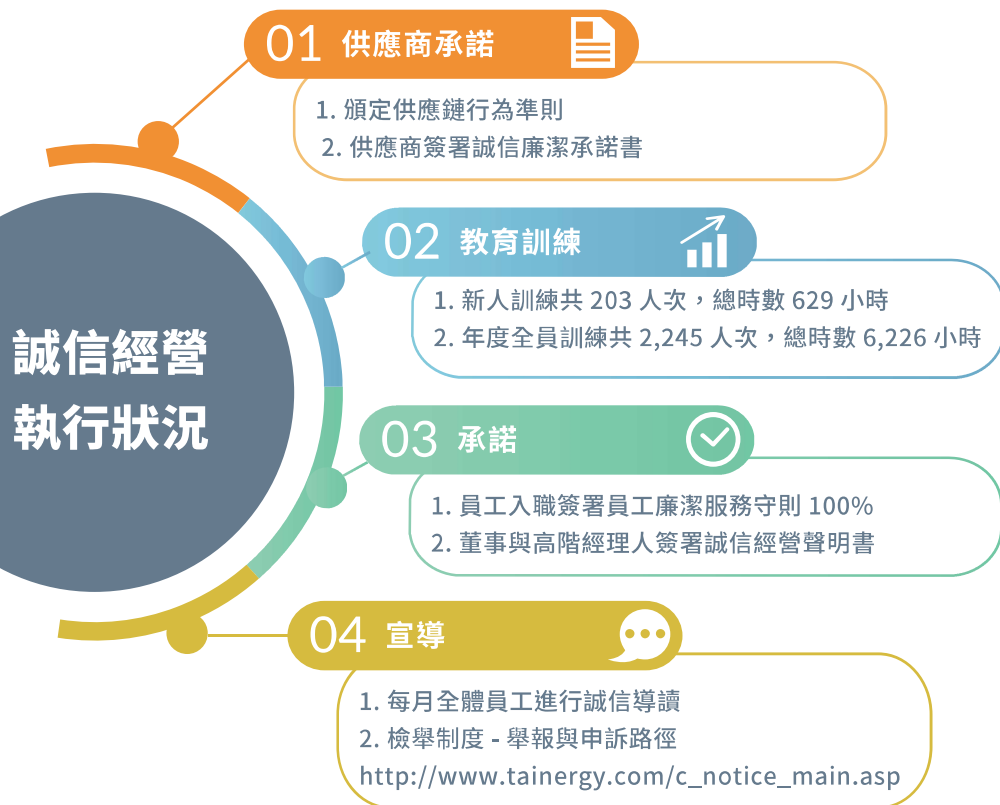 01 供應商承諾
1. 頒定供應鏈行為準則
2. 供應商簽署誠信廉潔承諾書
02 教育訓練
1. 新人訓練共 203 人次，總時數 629 小時
2. 年度全員訓練共 2,245 人次，總時數 6,226 小時
誠信經營
執行狀況
03 承諾
1. 員工入職簽署員工廉潔服務守則 100%
2. 董事與高階經理人簽署誠信經營聲明書
04 宣導
1. 每月全體員工進行誠信導讀
2. 檢舉制度 - 舉報與申訴路徑
http://www.tainergy.com/c_notice_main.asp